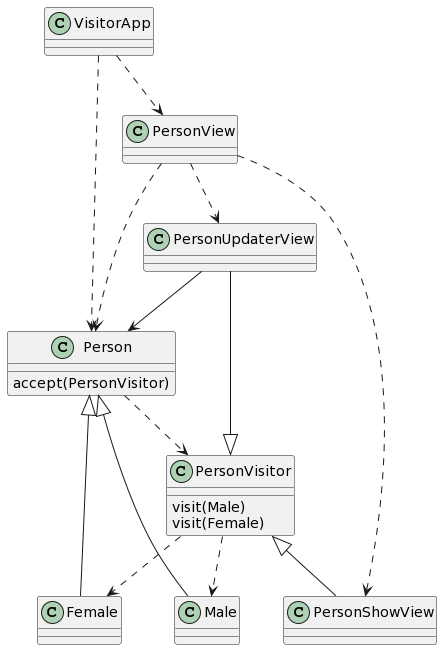 C VisitorApp
C PersonView
C PersonUpdaterView
C Person
accept(PersonVisitor)
C PersonVisitor
visit(Male)
visit(Female)
C Female
C Male
C PersonShowView